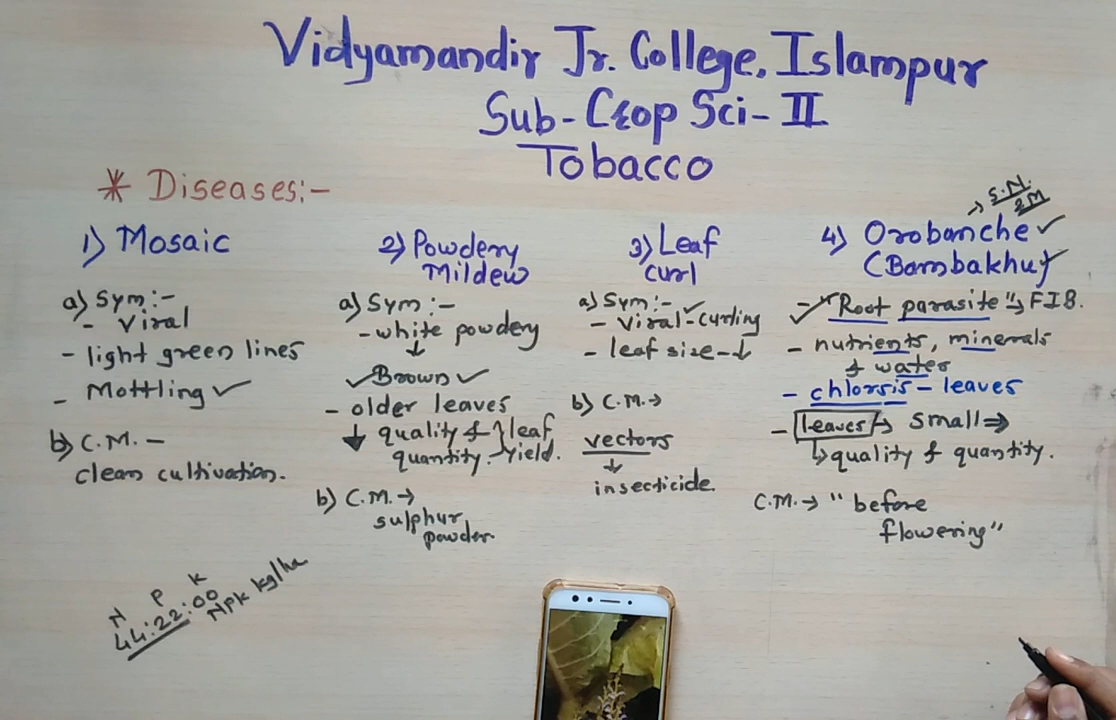 Vidyamandir Jr. College, Islampur
Sub-Crop Sci-II
Tobacco
* Diseases:-
1) Mosaic
a) Sym:-
- Viral
- light green lines
- Mottling ✓
b) C.M. -
clean cultivation.
2) Powdery
Mildew
a) Sym:-
- white powdery
↓
✓ Brown ✓
- older leaves
↓ quality & } leaf
quantity. } yield.
b) C.M. →
sulphur
powder.
3) Leaf
curl
a) Sym:- ✓
- Viral - curling
- leaf size - ↓
b) C.M. →
vectors
↓
insecticide.
→ S.N.
2M
4) Orobanche ✓
(Bambakhu)
- "Root parasite" → FIB.
- nutrients, minerals
& water
- chlorsis - leaves
- leaves → small ⇒
↳ quality & quantity.
C.M. → "before
flowering"
N P K
44:22:00
NPK kg/ha